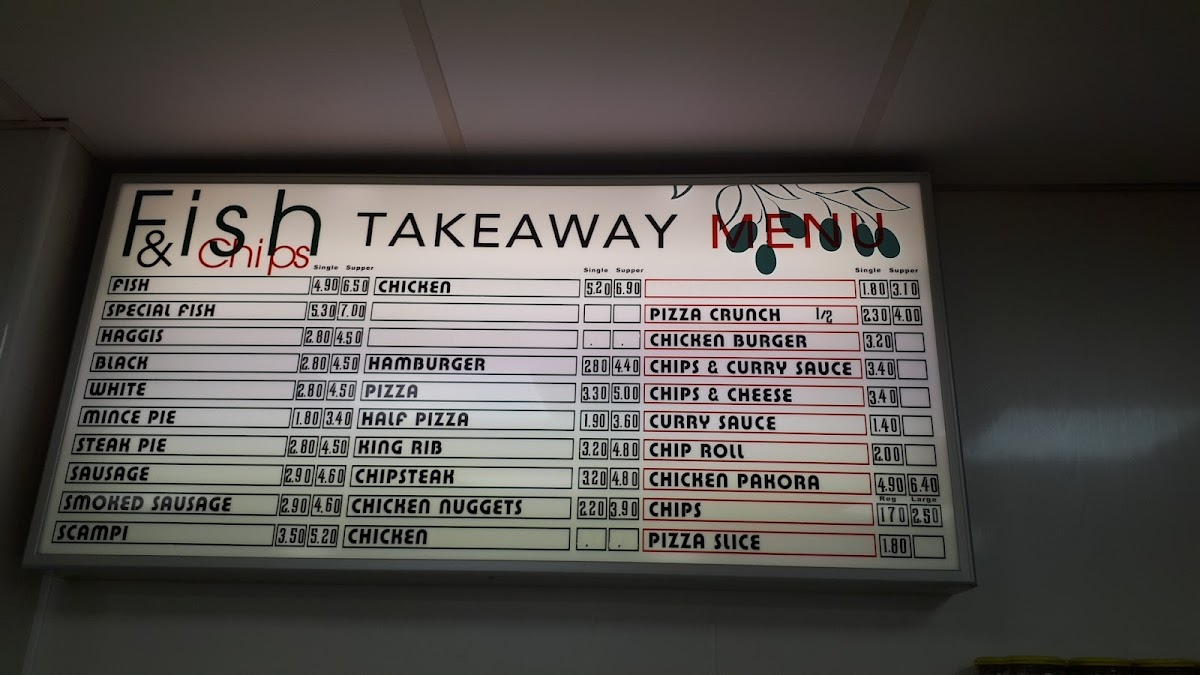 Fish & Chips TAKEAWAY MENU
Single Supper
FISH 4.90 6.50
SPECIAL FISH 5.30 7.00
HAGGIS 2.80 4.50
BLACK 2.80 4.50
WHITE 2.80 4.50
MINCE PIE 1.80 3.40
STEAK PIE 2.80 4.50
SAUSAGE 2.90 4.60
SMOKED SAUSAGE 2.90 4.60
SCAMPI 3.50 5.20
Single Supper
CHICKEN 5.20 6.90
. .
HAMBURGER 2.80 4.40
PIZZA 3.30 5.00
HALF PIZZA 1.90 3.60
KING RIB 3.20 4.80
CHIPSTEAK 3.20 4.80
CHICKEN NUGGETS 2.20 3.90
CHICKEN . .
Single Supper
1.80 3.10
PIZZA CRUNCH 1/2 2.30 4.00
CHICKEN BURGER 3.20
CHIPS & CURRY SAUCE 3.40
CHIPS & CHEESE 3.40
CURRY SAUCE 1.40
CHIP ROLL 2.00
CHICKEN PAKORA 4.90 6.40
Reg Large
CHIPS 1.70 2.50
PIZZA SLICE 1.80